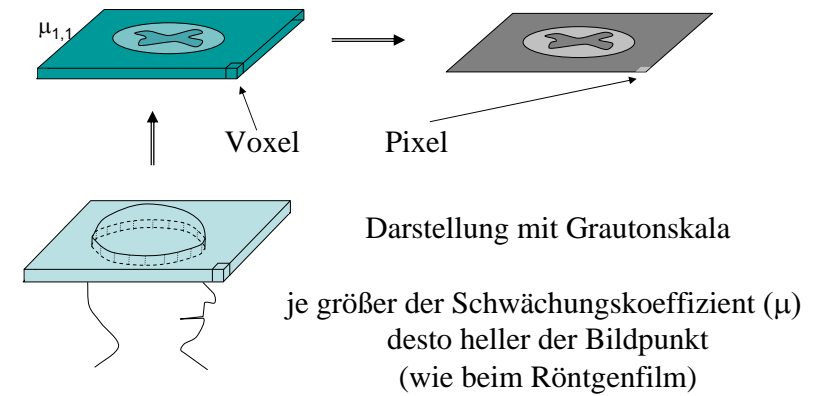 μ1,1
Voxel
Pixel
Darstellung mit Grautonskala
je größer der Schwächungskoeffizient (μ)
desto heller der Bildpunkt
(wie beim Röntgenfilm)